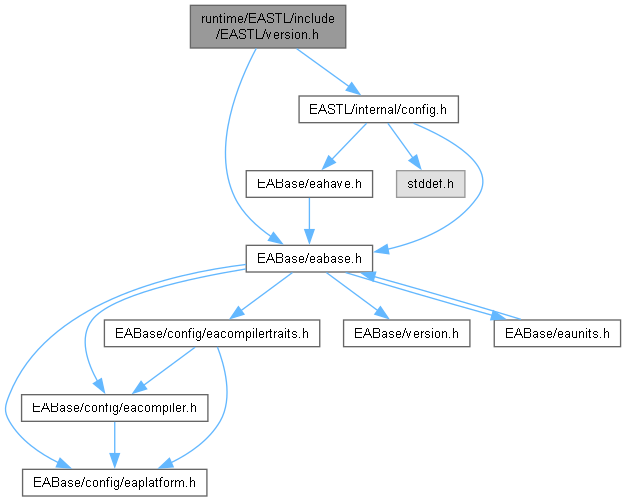 runtime/EASTL/include
/EASTL/version.h
EASTL/internal/config.h
EABase/eahave.h
stddef.h
EABase/eabase.h
EABase/config/eacompilertraits.h
EABase/version.h
EABase/eaunits.h
EABase/config/eacompiler.h
EABase/config/eaplatform.h